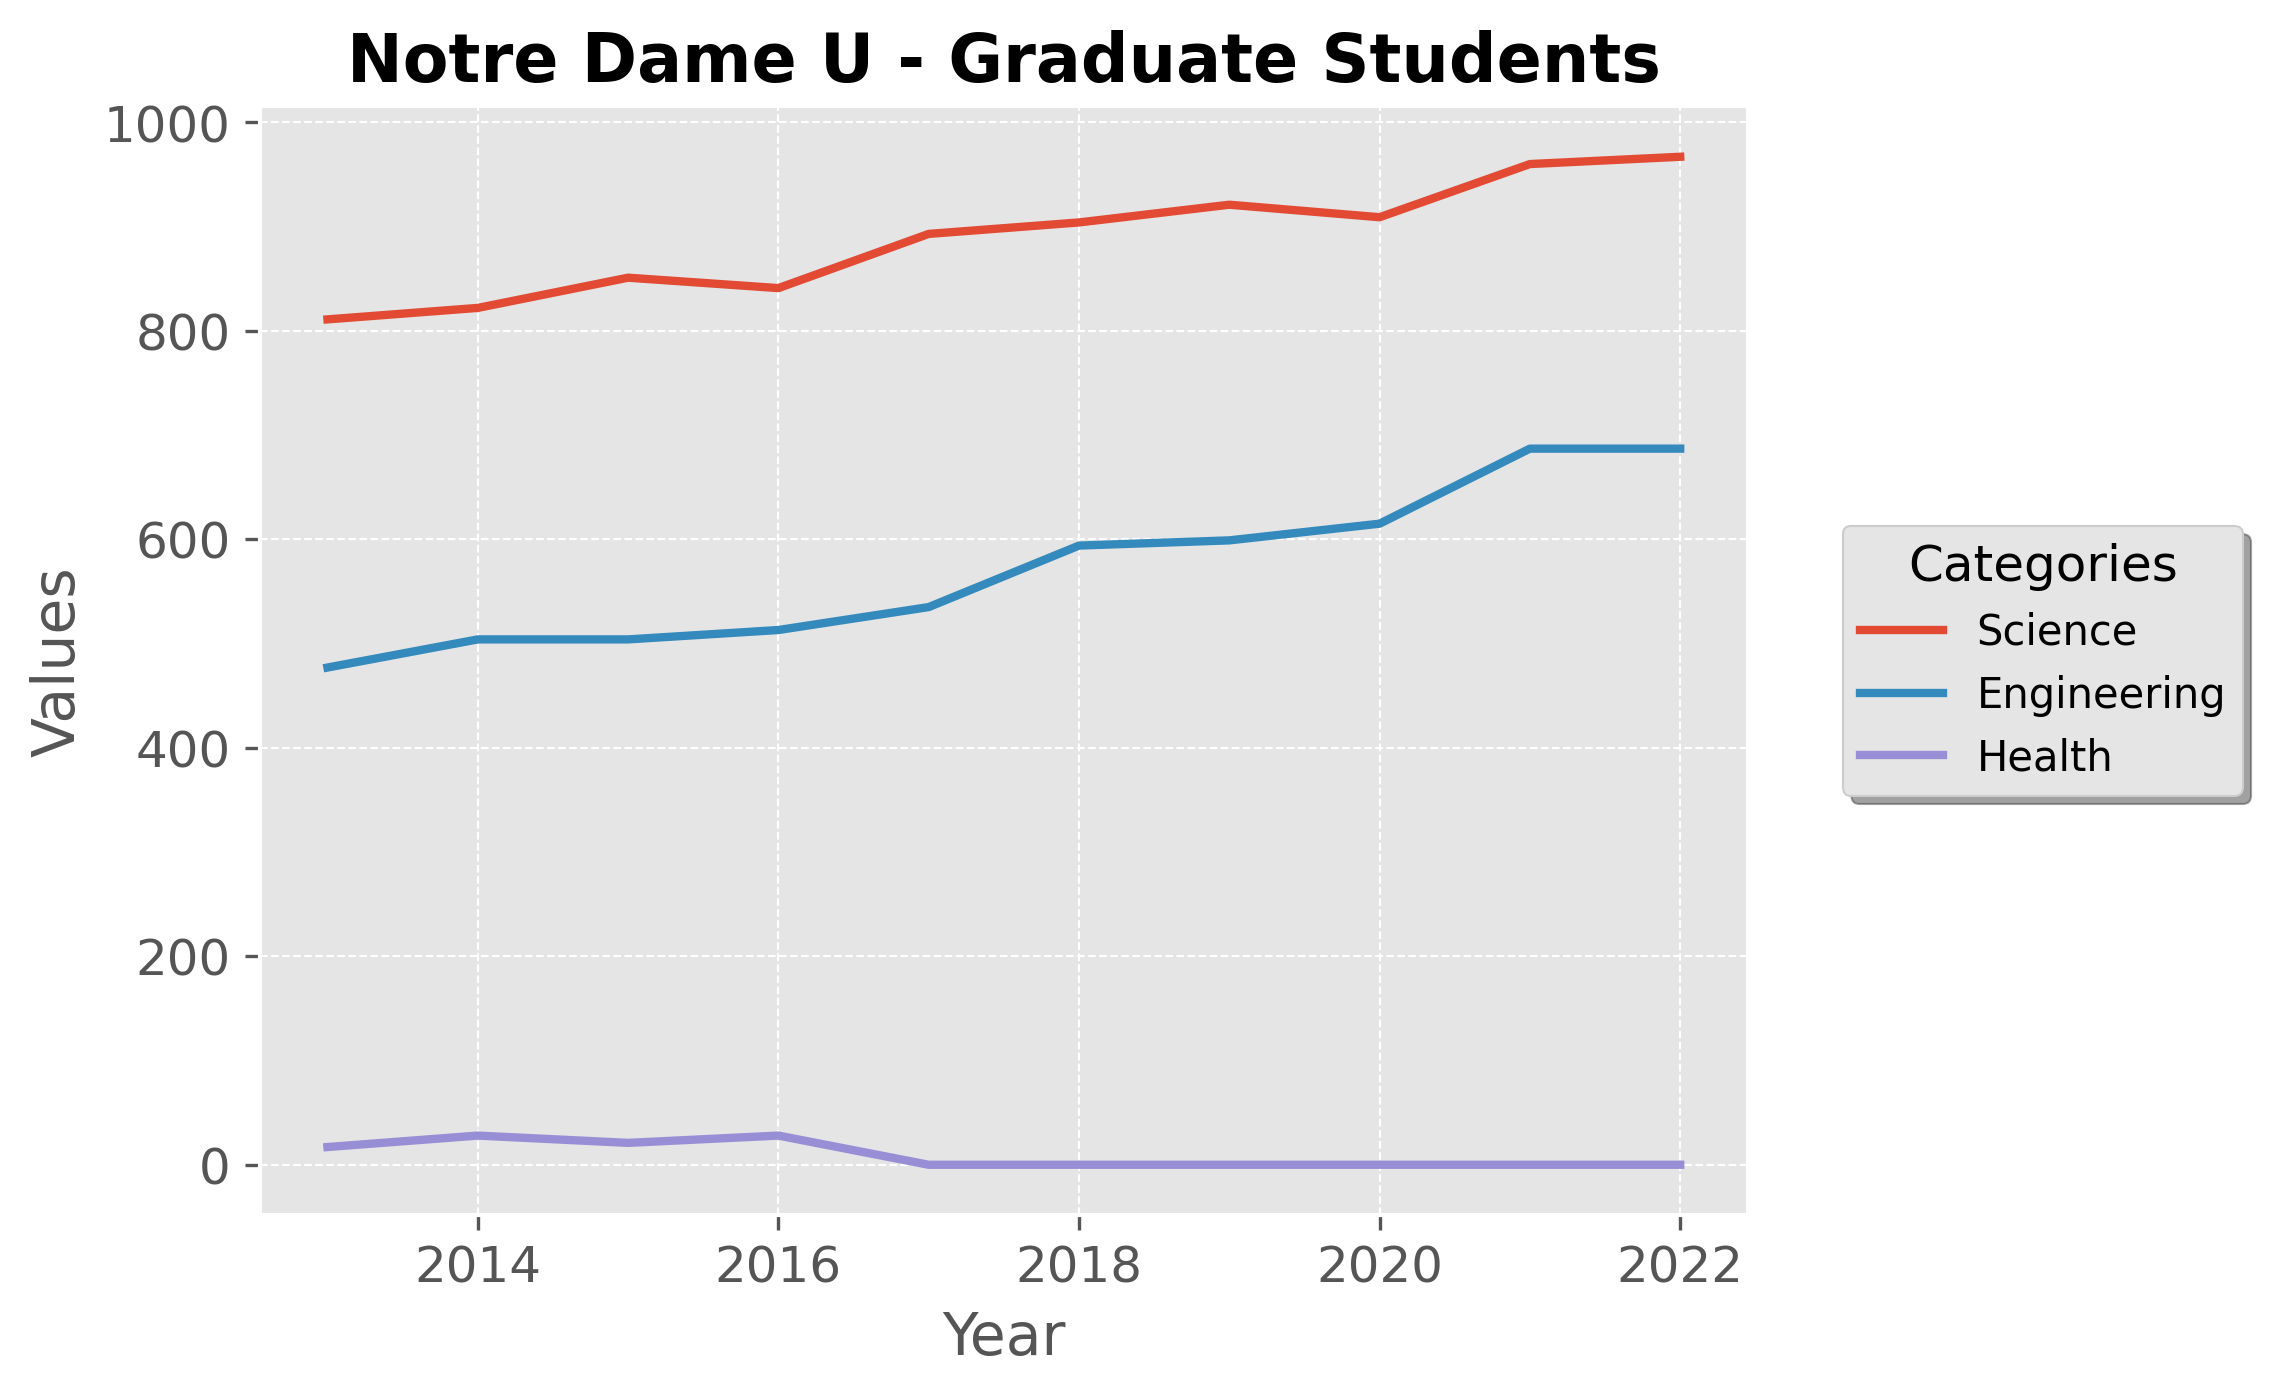 Notre Dame U - Graduate Students
1000
800
600
400
200
0
Values
2014 2016 2018 2020 2022
Year
Categories
Science
Engineering
Health